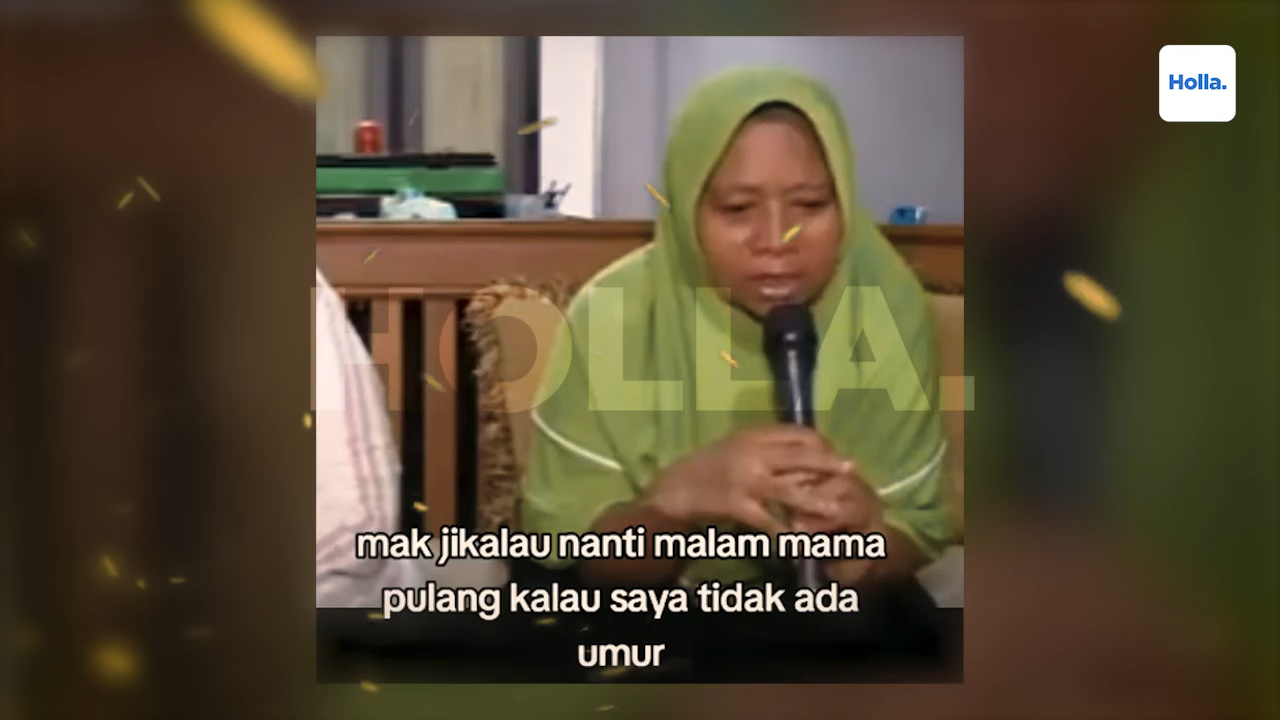 Holla.
HOLLA.
mak jikalau nanti malam mama
pulang kalau saya tidak ada
umur